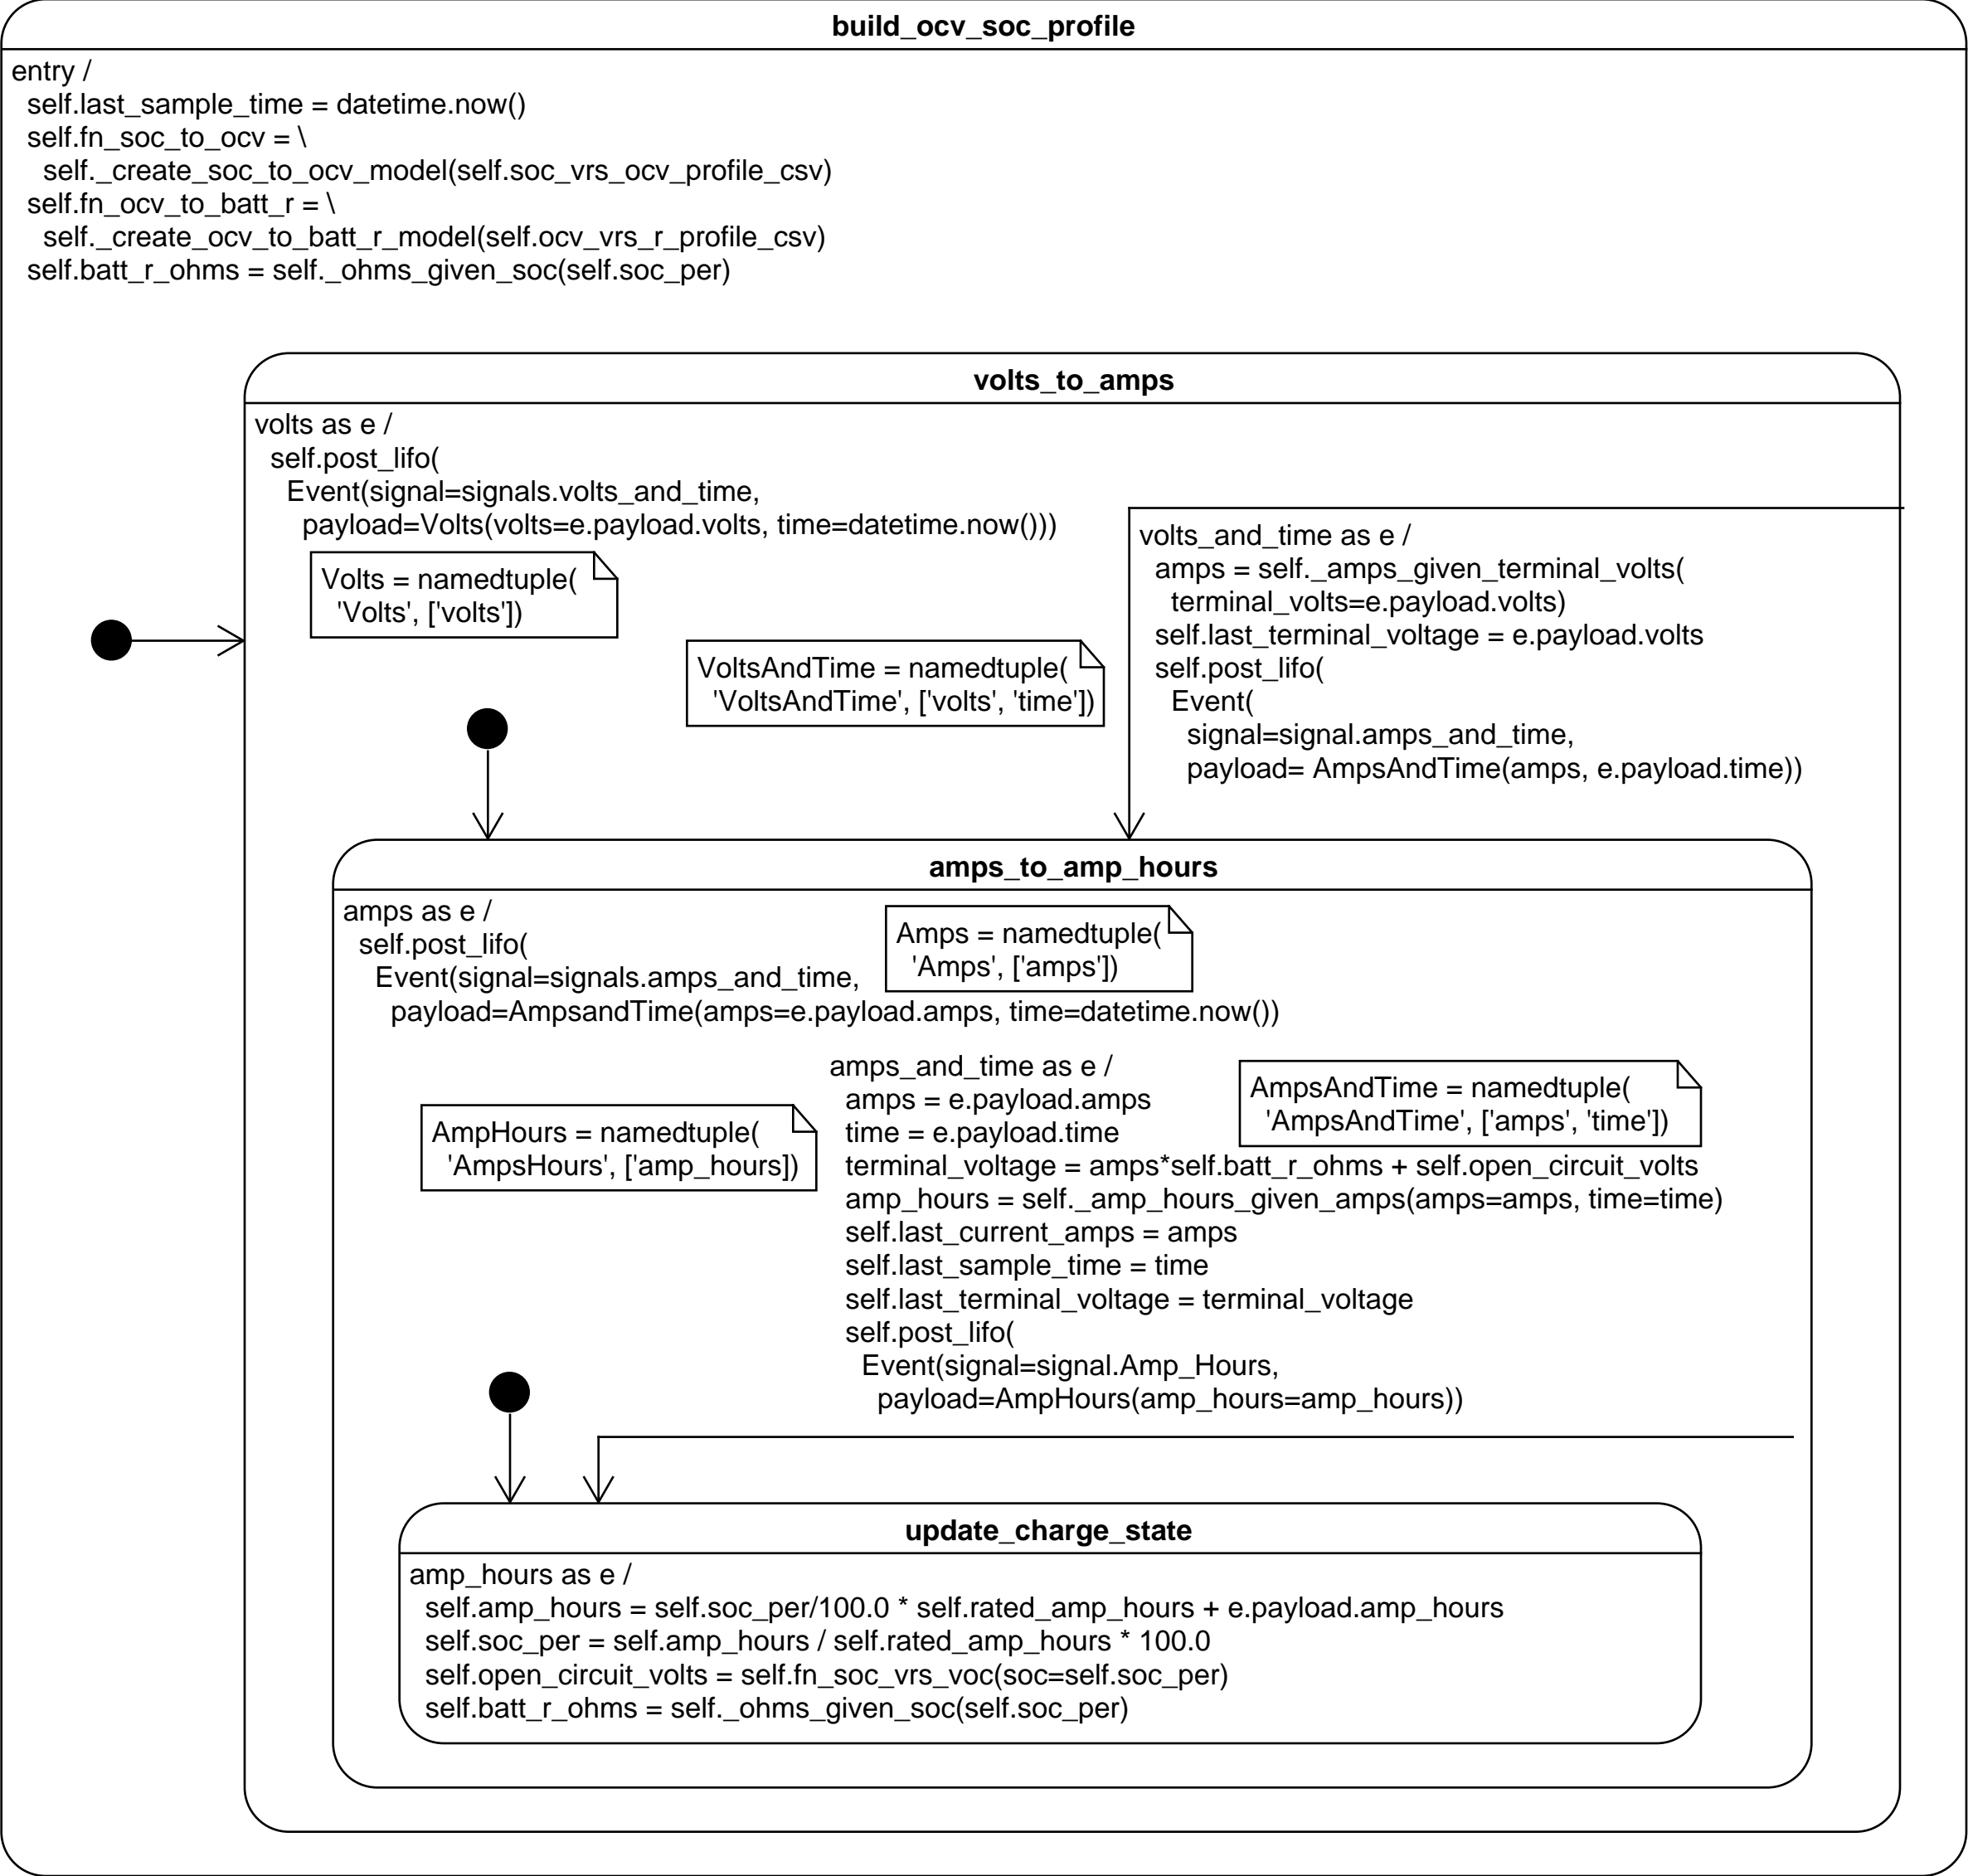 build_ocv_soc_profile
entry /
self.last_sample_time = datetime.now()
self.fn_soc_to_ocv = \
self._create_soc_to_ocv_model(self.soc_vrs_ocv_profile_csv)
self.fn_ocv_to_batt_r = \
self._create_ocv_to_batt_r_model(self.ocv_vrs_r_profile_csv)
self.batt_r_ohms = self._ohms_given_soc(self.soc_per)
volts_to_amps
volts as e /
self.post_lifo(
Event(signal=signals.volts_and_time,
payload=Volts(volts=e.payload.volts, time=datetime.now()))
Volts = namedtuple(
'Volts', ['volts'])
VoltsAndTime = namedtuple(
'VoltsAndTime', ['volts', 'time'])
volts_and_time as e /
amps = self._amps_given_terminal_volts(
terminal_volts=e.payload.volts)
self.last_terminal_voltage = e.payload.volts
self.post_lifo(
Event(
signal=signal.amps_and_time,
payload= AmpsAndTime(amps, e.payload.time))
amps_to_amp_hours
amps as e /
self.post_lifo(
Event(signal=signals.amps_and_time,
payload=AmpsandTime(amps=e.payload.amps, time=datetime.now())
Amps = namedtuple(
'Amps', ['amps'])
AmpHours = namedtuple(
'AmpsHours', ['amp_hours])
amps_and_time as e /
amps = e.payload.amps
time = e.payload.time
terminal_voltage = amps*self.batt_r_ohms + self.open_circuit_volts
amp_hours = self._amp_hours_given_amps(amps=amps, time=time)
self.last_current_amps = amps
self.last_sample_time = time
self.last_terminal_voltage = terminal_voltage
self.post_lifo(
Event(signal=signal.Amp_Hours,
payload=AmpHours(amp_hours=amp_hours))
AmpsAndTime = namedtuple(
'AmpsAndTime', ['amps', 'time'])
update_charge_state
amp_hours as e /
self.amp_hours = self.soc_per/100.0 * self.rated_amp_hours + e.payload.amp_hours
self.soc_per = self.amp_hours / self.rated_amp_hours * 100.0
self.open_circuit_volts = self.fn_soc_vrs_voc(soc=self.soc_per)
self.batt_r_ohms = self._ohms_given_soc(self.soc_per)